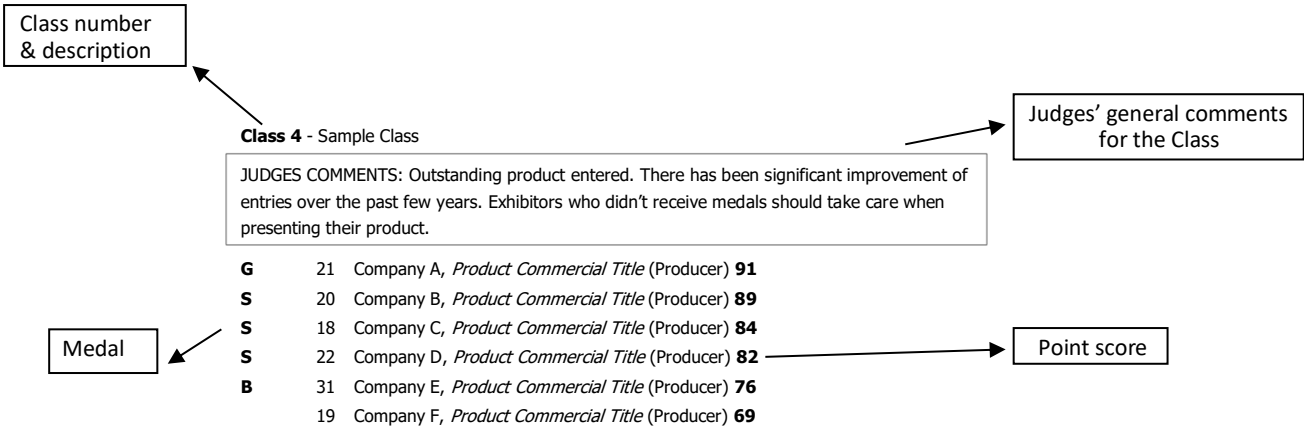 Class number
& description
Judges’ general comments
for the Class
Class 4 - Sample Class
JUDGES COMMENTS: Outstanding product entered. There has been significant improvement of
entries over the past few years. Exhibitors who didn’t receive medals should take care when
presenting their product.
G 21 Company A, Product Commercial Title (Producer) 91
S 20 Company B, Product Commercial Title (Producer) 89
S 18 Company C, Product Commercial Title (Producer) 84
Medal
S 22 Company D, Product Commercial Title (Producer) 82
Point score
B 31 Company E, Product Commercial Title (Producer) 76
19 Company F, Product Commercial Title (Producer) 69